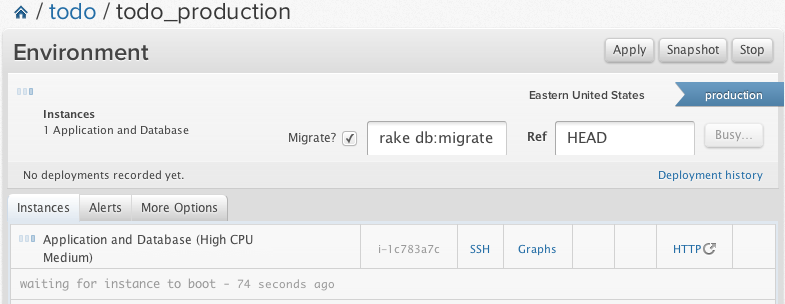 / todo / todo_production
Environment
Apply Snapshot Stop
Eastern United States production
Instances
1 Application and Database
Migrate? rake db:migrate Ref HEAD Busy...
No deployments recorded yet. Deployment history
Instances Alerts More Options
Application and Database (High CPU
Medium) i-1c783a7c SSH Graphs HTTP
waiting for instance to boot - 74 seconds ago